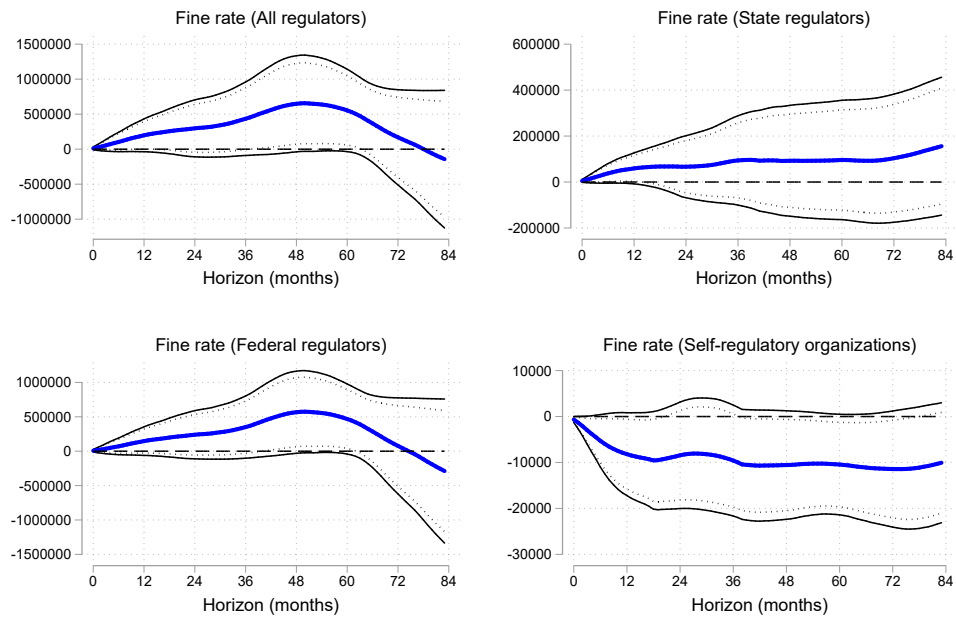 Fine rate (All regulators)
1500000
1000000
500000
0
-500000
-1000000
0 12 24 36 48 60 72 84
Horizon (months)
Fine rate (State regulators)
600000
400000
200000
0
-200000
0 12 24 36 48 60 72 84
Horizon (months)
Fine rate (Federal regulators)
1000000
500000
0
-500000
-1000000
-1500000
0 12 24 36 48 60 72 84
Horizon (months)
Fine rate (Self-regulatory organizations)
10000
0
-10000
-20000
-30000
0 12 24 36 48 60 72 84
Horizon (months)